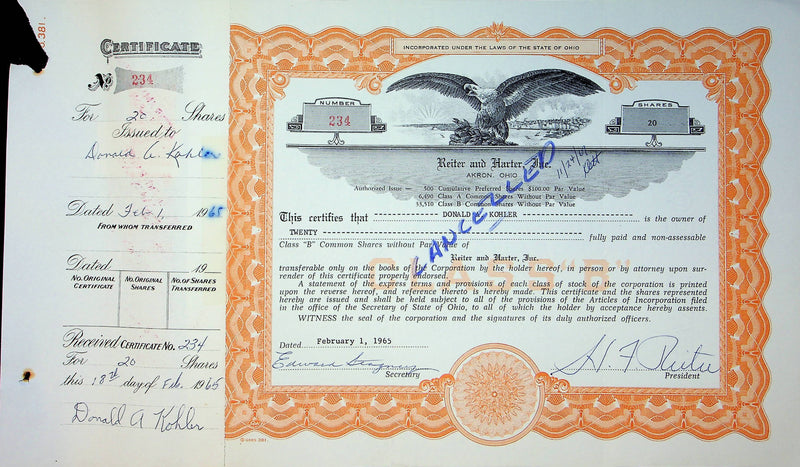 5381.
CERTIFICATE
No 234
For 20 Shares
Issued to
Donald A Kohler
Dated Feb 1, 1965
FROM WHOM TRANSFERRED
Dated 19
NO. ORIGINAL CERTIFICATE
NO. ORIGINAL SHARES
NO. OF SHARES TRANSFERRED
Received CERTIFICATE NO. 234
For 20 Shares
this 18th day of Feb. 1965
Donald A Kohler
INCORPORATED UNDER THE LAWS OF THE STATE OF OHIO
NUMBER
234
SHARES
20
Reiter and Harter, Inc.
AKRON, OHIO
11/24/61
Authorized Issue — 500 Cumulative Preferred Shares $100.00 Par Value
6,490 Class A Common Shares Without Par Value
58,510 Class B Common Shares Without Par Value
CANCELLED
This certifies that DONALD A. KOHLER is the owner of
TWENTY fully paid and non-assessable
Class "B" Common Shares without Par Value of
Reiter and Harter, Inc.
CLASS "B"
transferable only on the books of the Corporation by the holder hereof, in person or by attorney upon sur-
render of this certificate properly endorsed.
A statement of the express terms and provisions of each class of stock of the corporation is printed
upon the reverse hereof, and reference thereto is hereby made. This certificate and the shares represented
hereby are issued and shall be held subject to all of the provisions of the Articles of Incorporation filed
in the office of the Secretary of State of Ohio, to all of which the holder by acceptance hereby assents.
WITNESS the seal of the corporation and the signatures of its duly authorized officers.
Dated February 1, 1965
Edward
Secretary
H. F. Reiter
President